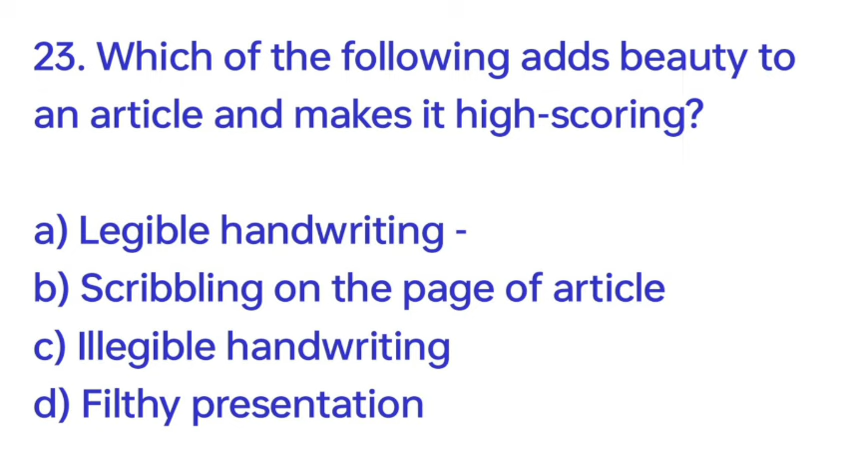 23. Which of the following adds beauty to
an article and makes it high-scoring?
a) Legible handwriting -
b) Scribbling on the page of article
c) Illegible handwriting
d) Filthy presentation